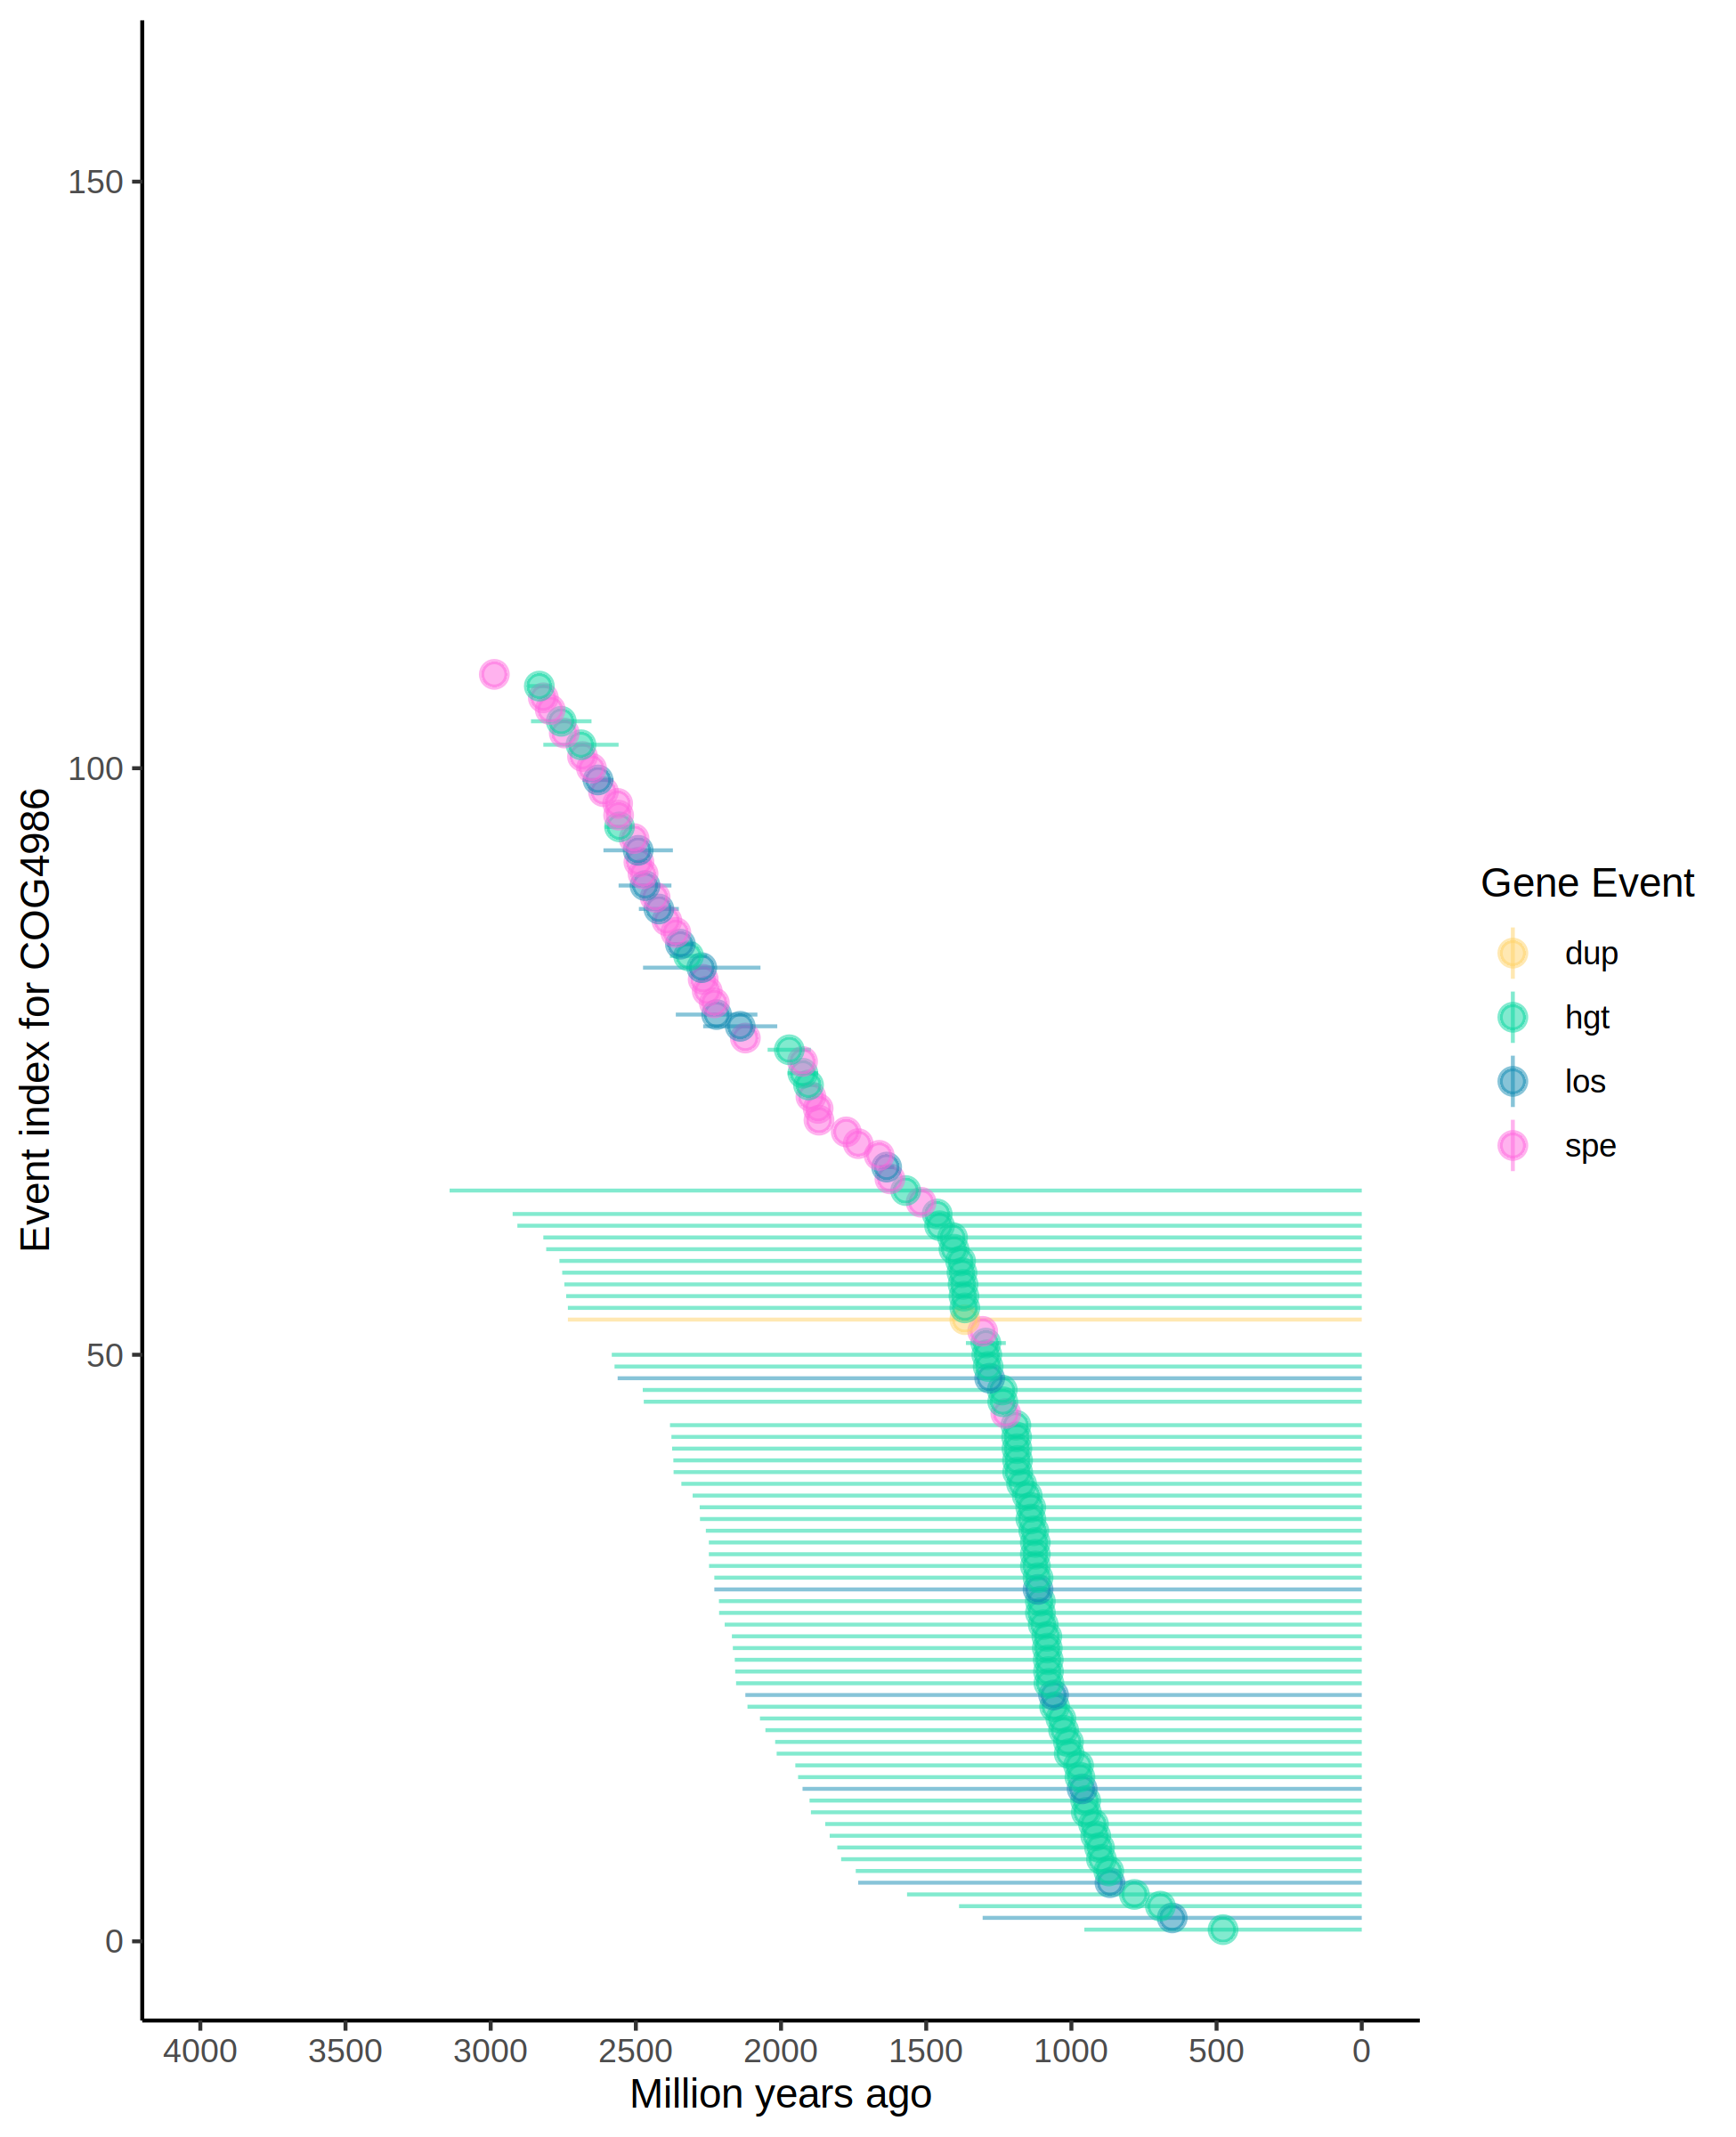 150
100
50
0
Event index for COG4986
4000 3500 3000 2500 2000 1500 1000 500 0
Million years ago
Gene Event
dup
hgt
los
spe